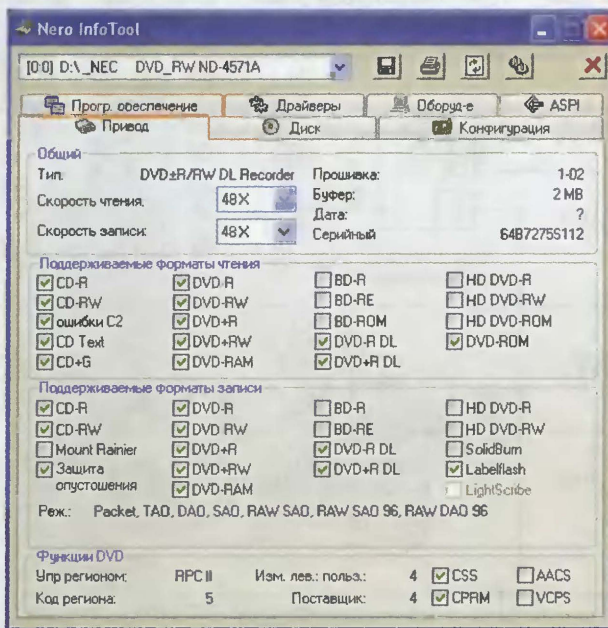 Nero InfoTool
[0:0] D:\_NEC DVD_RW ND-4571A
Прогр. обеспечение Драйверы Оборуд-е ASPI
Привод Диск Конфигурация
Общий
Тип: DVD±R/RW DL Recorder Прошивка: 1-02
Скорость чтения: 48X Буфер: 2 MB
Дата: ?
Скорость записи: 48X Серийный 64B7275S112
Поддерживаемые форматы чтения
CD-R DVD-R BD-R HD DVD-R
CD-RW DVD-RW BD-RE HD DVD-RW
ошибки C2 DVD+R BD-ROM HD DVD-ROM
CD Text DVD+RW DVD-R DL DVD-ROM
CD+G DVD-RAM DVD+R DL
Поддерживаемые форматы записи
CD-R DVD-R BD-R HD DVD-R
CD-RW DVD-RW BD-RE HD DVD-RW
Mount Rainier DVD+R DVD-R DL SolidBurn
Защита DVD+RW DVD+R DL Labelflash
опустошения DVD-RAM LightScribe
Реж.: Packet, TAO, DAO, SAO, RAW SAO, RAW SAO 96, RAW DAO 96
Функции DVD
Упр регионом: RPC II Изм. лев.: польз.: 4 CSS AACS
Код региона: 5 Поставщик: 4 CPRM VCPS